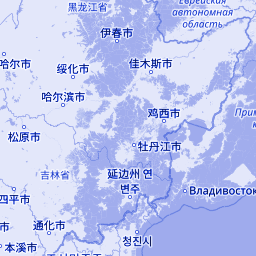 黑龙江省
Еврейская
автономная
область
伊春市
哈尔市
绥化市
佳木斯市
哈尔滨市
鸡西市
松原市
牡丹江市
吉林省
延边州 연
변주
Владивосток
四平市
通化市
本溪市
청진시